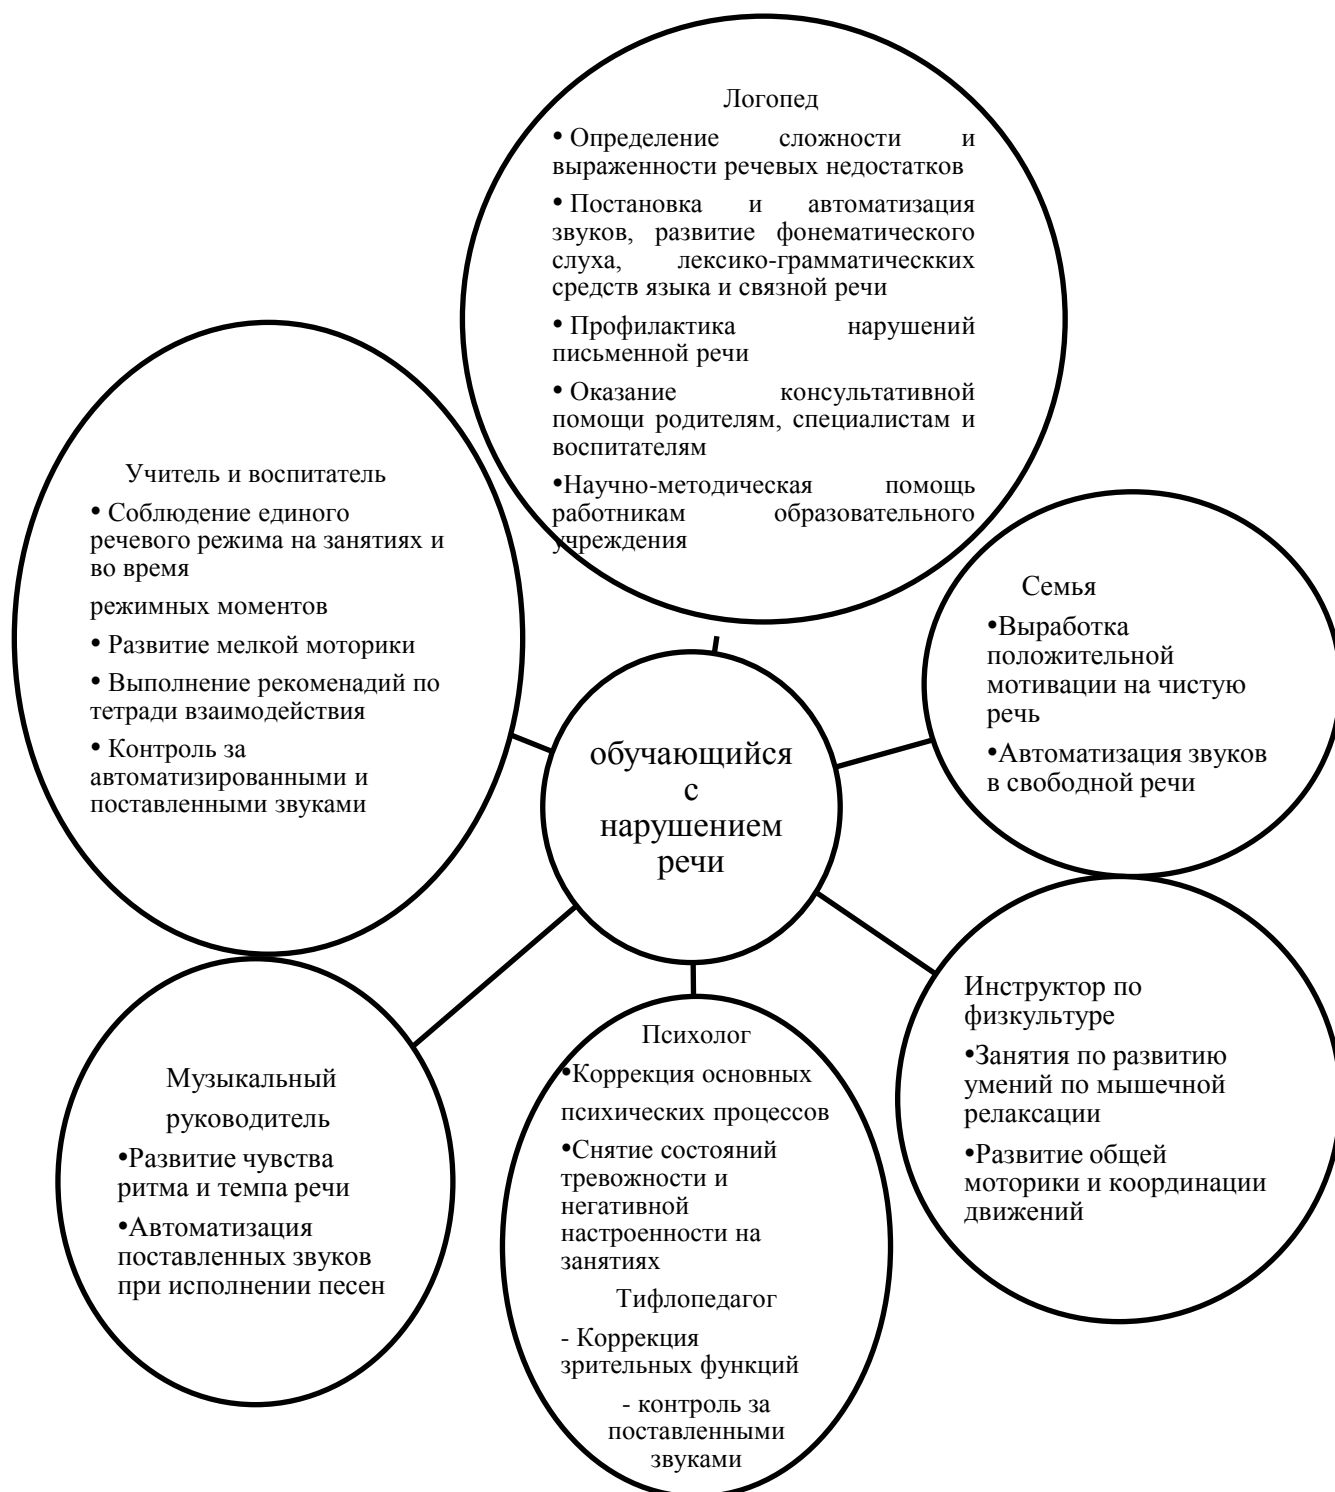 Логопед
• Определение сложности и
выраженности речевых недостатков
• Постановка и автоматизация
звуков, развитие фонематического
слуха, лексико-грамматическких
средств языка и связной речи
• Профилактика нарушений
письменной речи
• Оказание консультативной
помощи родителям, специалистам и
воспитателям
•Научно-методическая помощь
работникам образовательного
учреждения
Учитель и воспитатель
• Соблюдение единого
речевого режима на занятиях и
во время
режимных моментов
• Развитие мелкой моторики
• Выполнение рекоменадий по
тетради взаимодействия
• Контроль за
автоматизированными и
поставленными звуками
Семья
•Выработка
положительной
мотивации на чистую
речь
•Автоматизация звуков
в свободной речи
обучающийся
с
нарушением
речи
Инструктор по
физкультуре
•Занятия по развитию
умений по мышечной
релаксации
•Развитие общей
моторики и координации
движений
Психолог
•Коррекция основных
психических процессов
•Снятие состояний
тревожности и
негативной
настроенности на
занятиях
Тифлопедагог
- Коррекция
зрительных функций
- контроль за
поставленными
звуками
Музыкальный
руководитель
•Развитие чувства
ритма и темпа речи
•Автоматизация
поставленных звуков
при исполнении песен